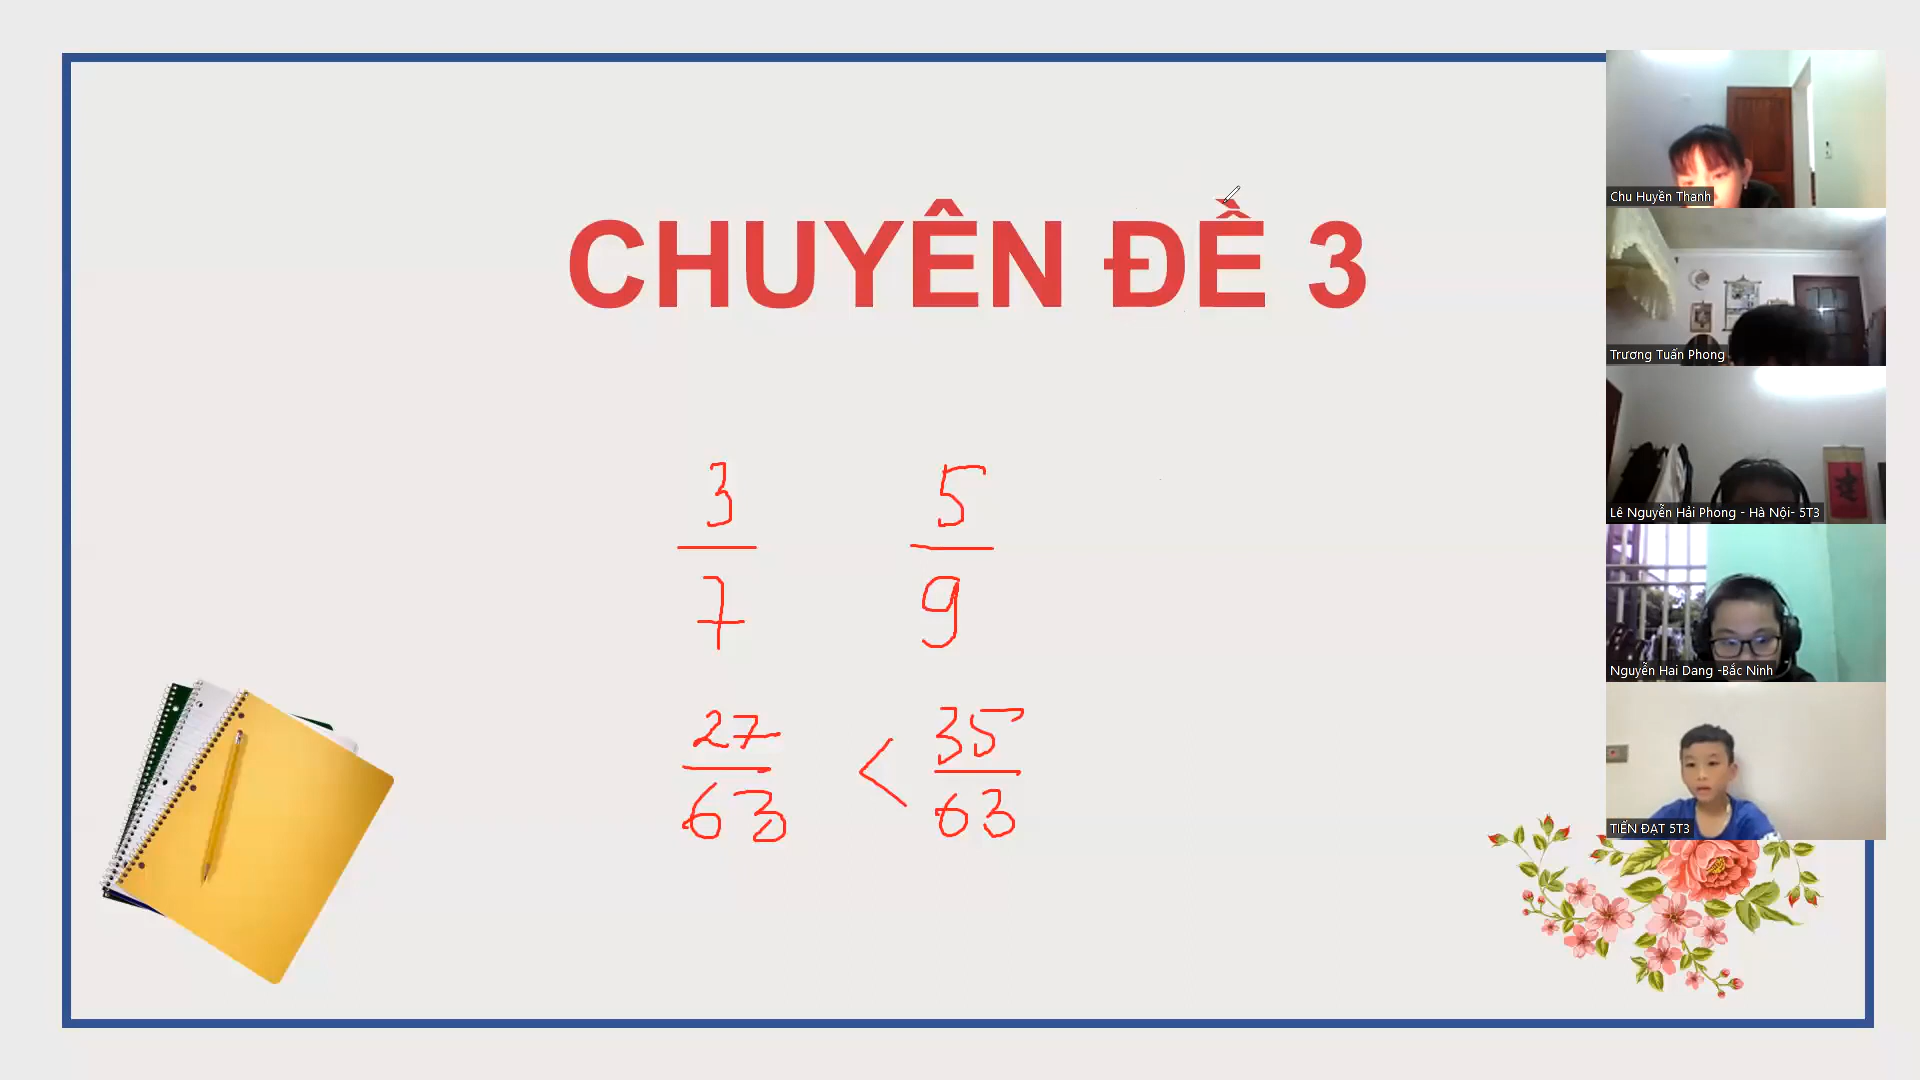 CHUYÊN ĐỀ 3
3/7 5/9
27/63 < 35/63
Chu Huyền Thanh
Trương Tuấn Phong
Lê Nguyễn Hải Phong - Hà Nội- 5T3
Nguyễn Hai Dang -Bắc Ninh
TIẾN ĐẠT 5T3